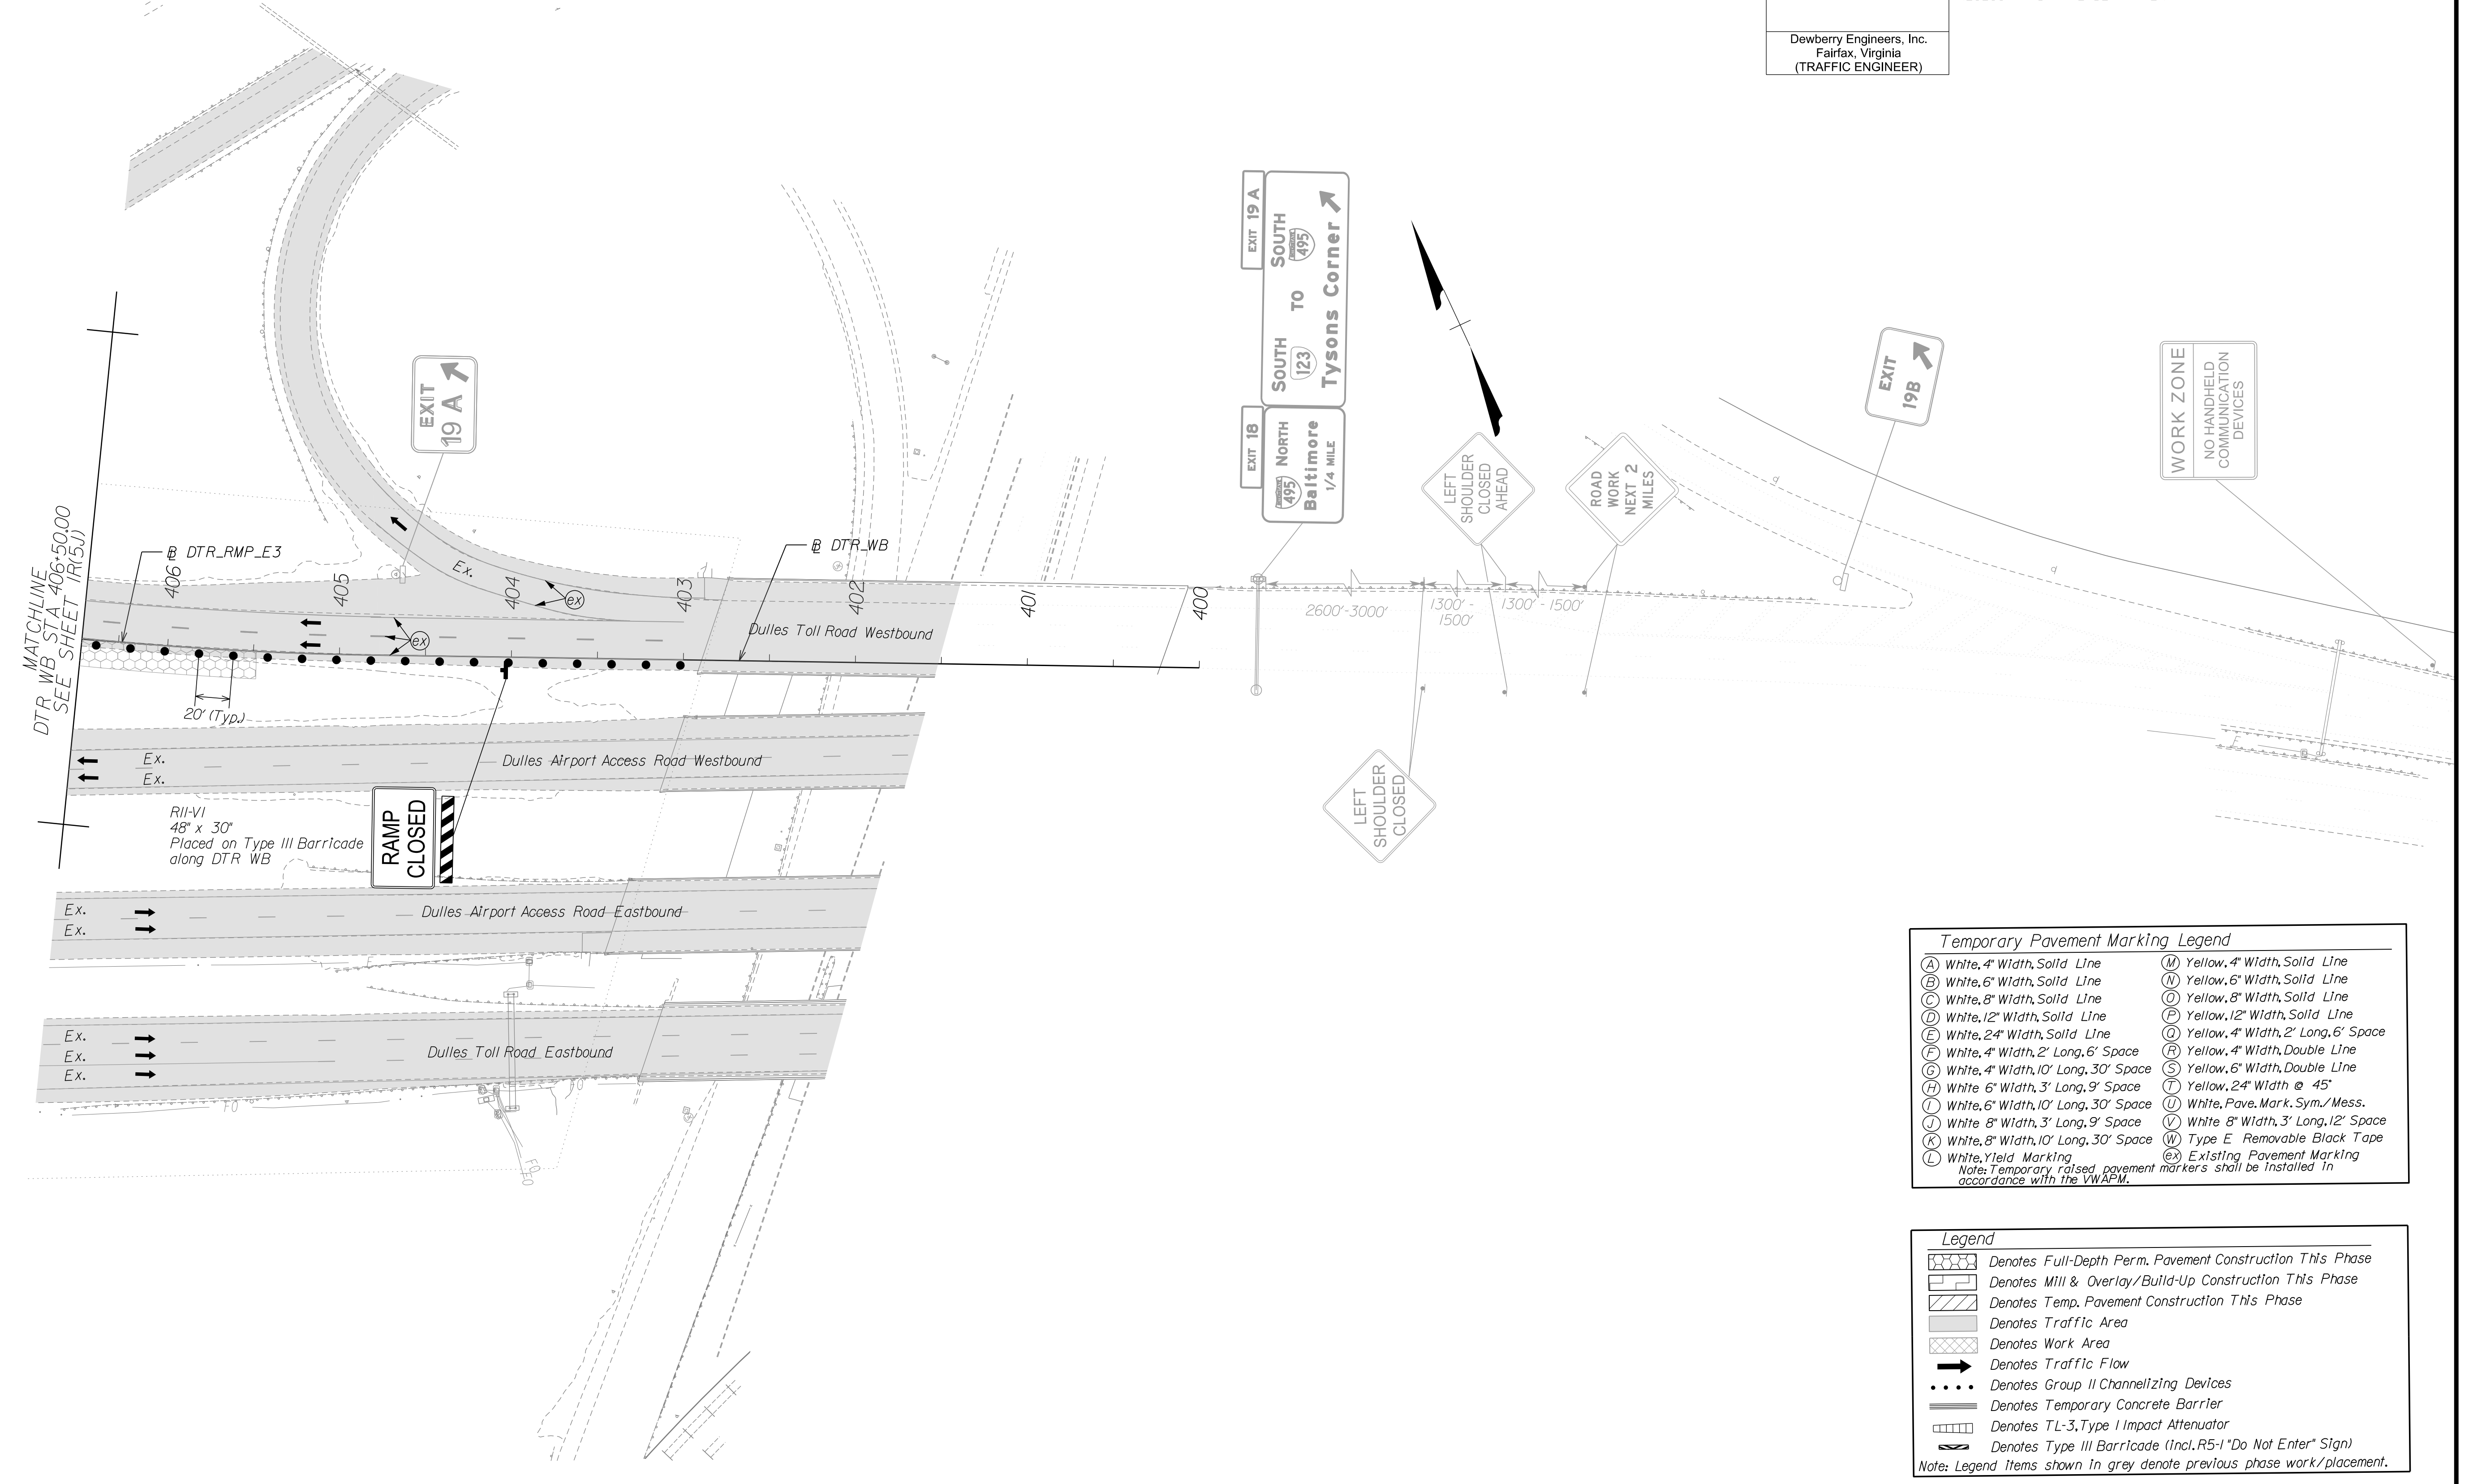 Dewberry Engineers, Inc.
Fairfax, Virginia
(TRAFFIC ENGINEER)
EXIT 19 A
SOUTH 123 TO SOUTH 495
Tysons Corner
EXIT 18
495 NORTH
Baltimore
1/4 MILE
EXIT
19 A
EXIT
19B
WORK ZONE
NO HANDHELD
COMMUNICATION
DEVICES
LEFT
SHOULDER
CLOSED
AHEAD
ROAD
WORK
NEXT 2
MILES
MATCHLINE
DTR WB STA 406+50.00
SEE SHEET 1R(5J)
B DTR_RMP_E3
B DTR_WB
406
405
404
403
402
401
400
Ex.
ex
ex
Dulles Toll Road Westbound
2600'-3000'
1300' -
1500'
1300' - 1500'
20' (Typ.)
Ex.
Ex.
Dulles Airport Access Road Westbound
LEFT
SHOULDER
CLOSED
R11-V1
48" x 30"
Placed on Type III Barricade
along DTR WB
RAMP
CLOSED
Ex.
Ex.
Dulles Airport Access Road Eastbound
Ex.
Ex.
Ex.
Dulles Toll Road Eastbound
FO
FO
FO
Temporary Pavement Marking Legend
A White, 4" Width, Solid Line
B White, 6" Width, Solid Line
C White, 8" Width, Solid Line
D White, 12" Width, Solid Line
E White, 24" Width, Solid Line
F White, 4" Width, 2' Long, 6' Space
G White, 4" Width, 10' Long, 30' Space
H White 6" Width, 3' Long, 9' Space
I White, 6" Width, 10' Long, 30' Space
J White 8" Width, 3' Long, 9' Space
K White, 8" Width, 10' Long, 30' Space
L White, Yield Marking
M Yellow, 4" Width, Solid Line
N Yellow, 6" Width, Solid Line
O Yellow, 8" Width, Solid Line
P Yellow, 12" Width, Solid Line
Q Yellow, 4" Width, 2' Long, 6' Space
R Yellow, 4" Width, Double Line
S Yellow, 6" Width, Double Line
T Yellow, 24" Width @ 45°
U White, Pave. Mark. Sym./Mess.
V White 8" Width, 3' Long, 12' Space
W Type E Removable Black Tape
ex Existing Pavement Marking
Note: Temporary raised pavement markers shall be installed in
accordance with the VWAPM.
Legend
Denotes Full-Depth Perm. Pavement Construction This Phase
Denotes Mill & Overlay/Build-Up Construction This Phase
Denotes Temp. Pavement Construction This Phase
Denotes Traffic Area
Denotes Work Area
Denotes Traffic Flow
Denotes Group II Channelizing Devices
Denotes Temporary Concrete Barrier
Denotes TL-3, Type I Impact Attenuator
Denotes Type III Barricade (incl. R5-1 "Do Not Enter" Sign)
Note: Legend items shown in grey denote previous phase work/placement.